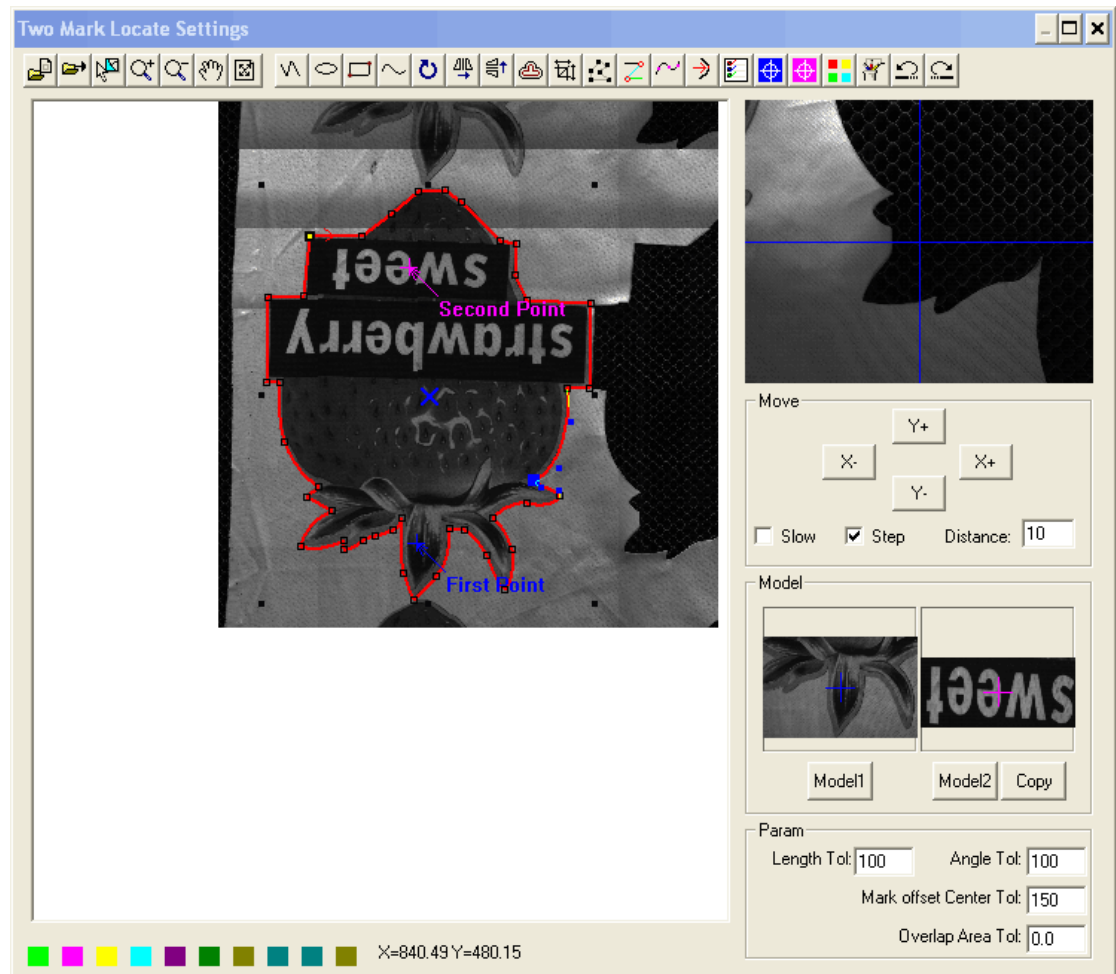 Two Mark Locate Settings
sweet
Second Point
strawberry
First Point
Move
Y+
X-
X+
Y-
Slow
Step
Distance: 10
Model
sweet
Model1
Model2
Copy
Param
Length Tol: 100
Angle Tol: 100
Mark offset Center Tol: 150
Overlap Area Tol: 0.0
X=840.49 Y=480.15